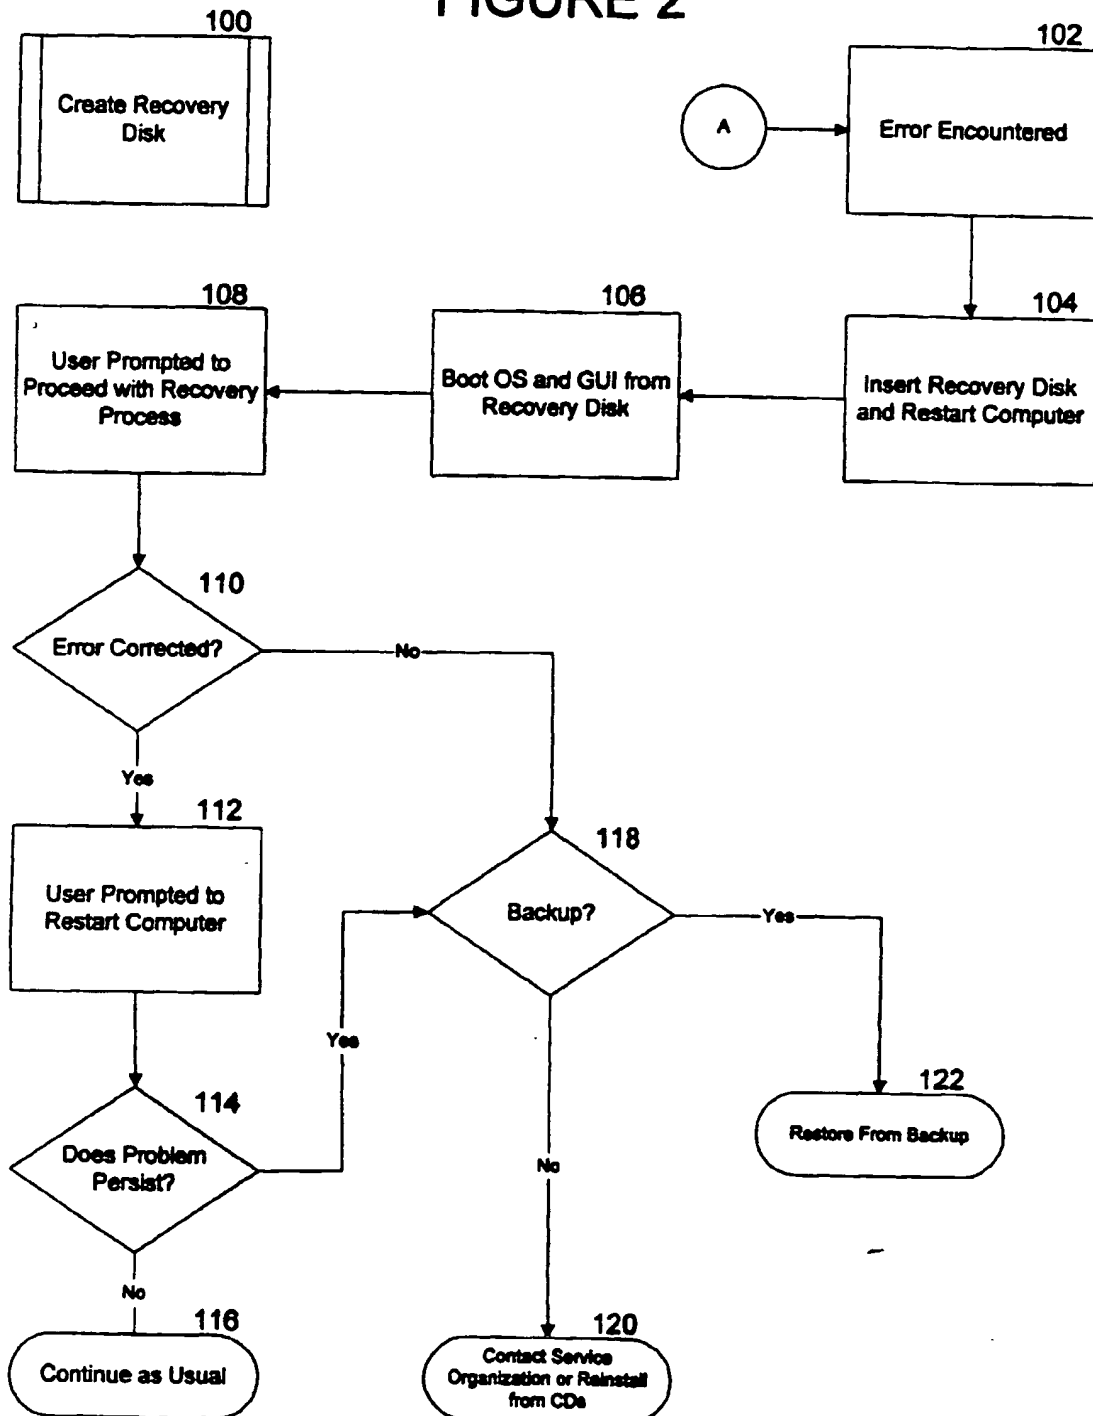 FIGURE 2
100
Create Recovery
Disk
A
102
Error Encountered
108
User Prompted to
Proceed with Recovery
Process
106
Boot OS and GUI from
Recovery Disk
104
Insert Recovery Disk
and Restart Computer
110
Error Corrected?
No
Yes
112
User Prompted to
Restart Computer
118
Backup?
Yes
Yes
114
Does Problem
Persist?
122
Restore From Backup
No
No
116
Continue as Usual
120
Contact Service
Organization or Reinstall
from CDs